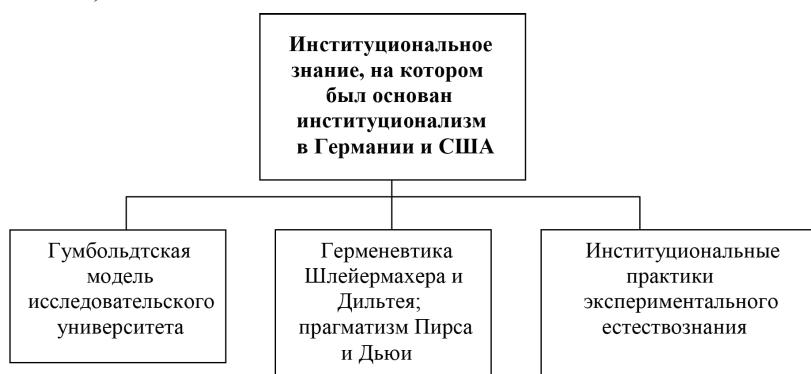 Институциональное
знание, на котором
был основан
институционализм
в Германии и США
Гумбольдтская
модель
исследовательского
университета
Герменевтика
Шлейермахера и
Дильтея;
прагматизм Пирса
и Дьюи
Институциональные
практики
экспериментального
естествознания